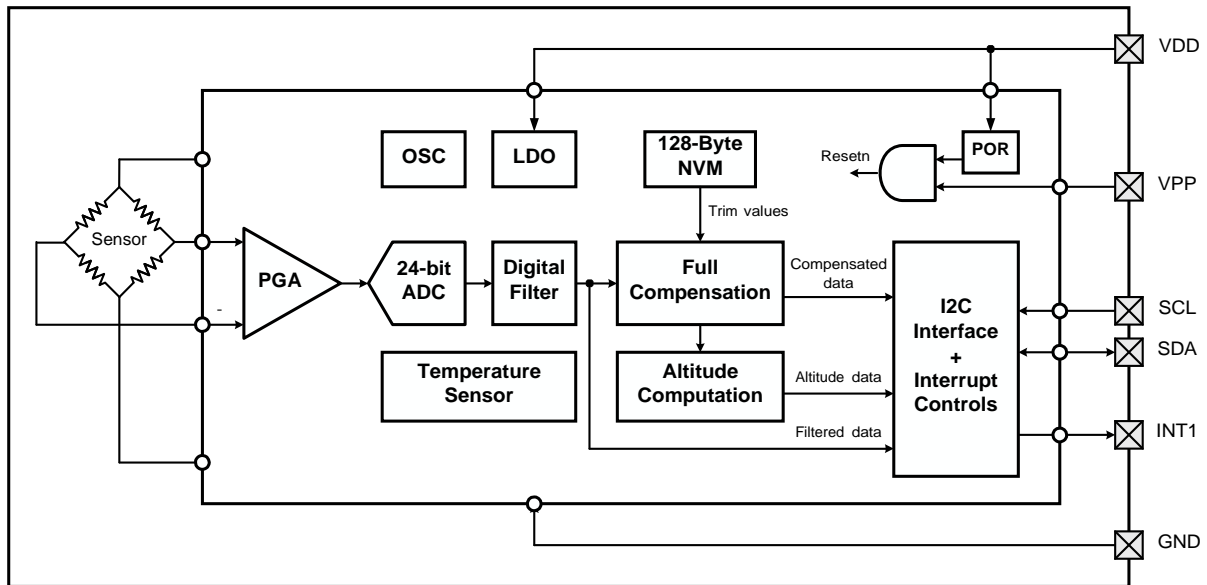 VDD
OSC
LDO
128-Byte
NVM
Resetn
POR
VPP
Trim values
Sensor
PGA
24-bit
ADC
Digital
Filter
Full
Compensation
Compensated
data
I2C
Interface
+
Interrupt
Controls
SCL
SDA
-
Temperature
Sensor
Altitude
Computation
Altitude data
Filtered data
INT1
GND